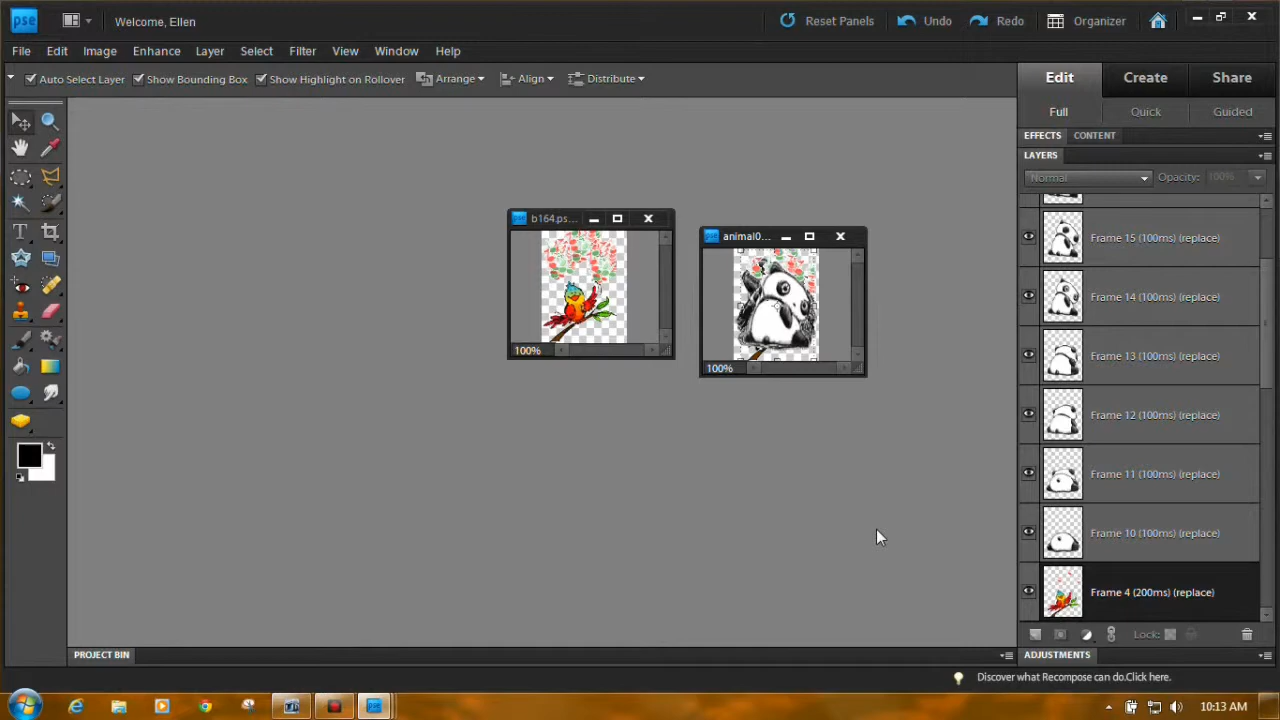 pse
Welcome, Ellen
Reset Panels
Undo
Redo
Organizer
File Edit Image Enhance Layer Select Filter View Window Help
Auto Select Layer Show Bounding Box Show Highlight on Rollover Arrange Align Distribute
Edit Create Share
Full Quick Guided
EFFECTS CONTENT
LAYERS
Normal Opacity: 100%
b164.ps...
100%
animal0...
100%
Frame 15 (100ms) (replace)
Frame 14 (100ms) (replace)
Frame 13 (100ms) (replace)
Frame 12 (100ms) (replace)
Frame 11 (100ms) (replace)
Frame 10 (100ms) (replace)
Frame 4 (200ms) (replace)
Lock:
PROJECT BIN
ADJUSTMENTS
Discover what Recompose can do.Click here.
10:13 AM